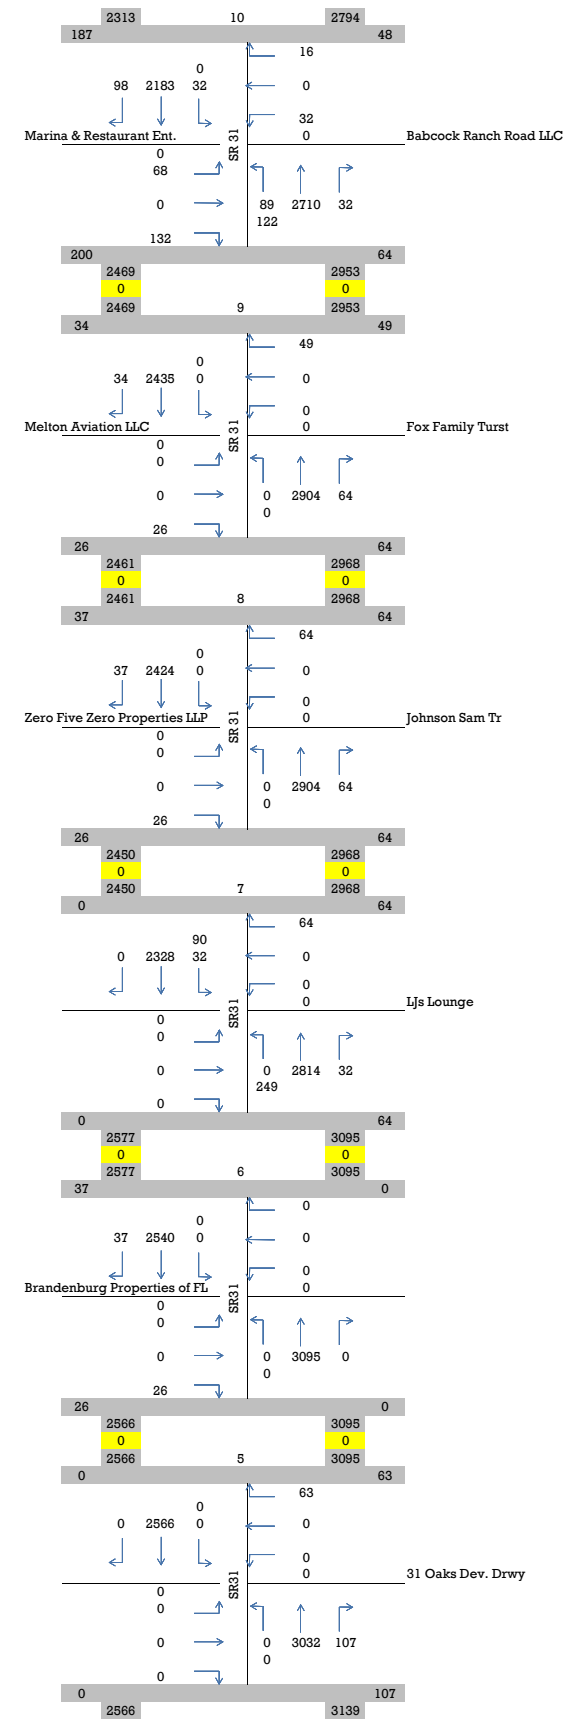 2313 10 2794
187 48
16
0
98 2183 32 0
32
Marina & Restaurant Ent. SR 31 0 Babcock Ranch Road LLC
0
68
0 89 2710 32
122
132
200 64
2469 2953
0 0
2469 9 2953
34 49
49
0
34 2435 0 0
0
Melton Aviation LLC SR 31 0 Fox Family Turst
0
0
0 0 2904 64
0
26
26 64
2461 2968
0 0
2461 8 2968
37 64
64
0
37 2424 0 0
0
Zero Five Zero Properties LLP SR 31 0 Johnson Sam Tr
0
0
0 0 2904 64
0
26
26 64
2450 2968
0 0
2450 7 2968
0 64
64
90
0 2328 32 0
0
SR31 0 LJs Lounge
0
0
0 0 2814 32
249
0
0 64
2577 3095
0 0
2577 6 3095
37 0
0
0
37 2540 0 0
0
Brandenburg Properties of FL SR31 0
0
0
0 0 3095 0
0
26
26 0
2566 3095
0 0
2566 5 3095
0 63
63
0
0 2566 0 0
0
SR31 0 31 Oaks Dev. Drwy
0
0
0 0 3032 107
0
0
0 107
2566 3139